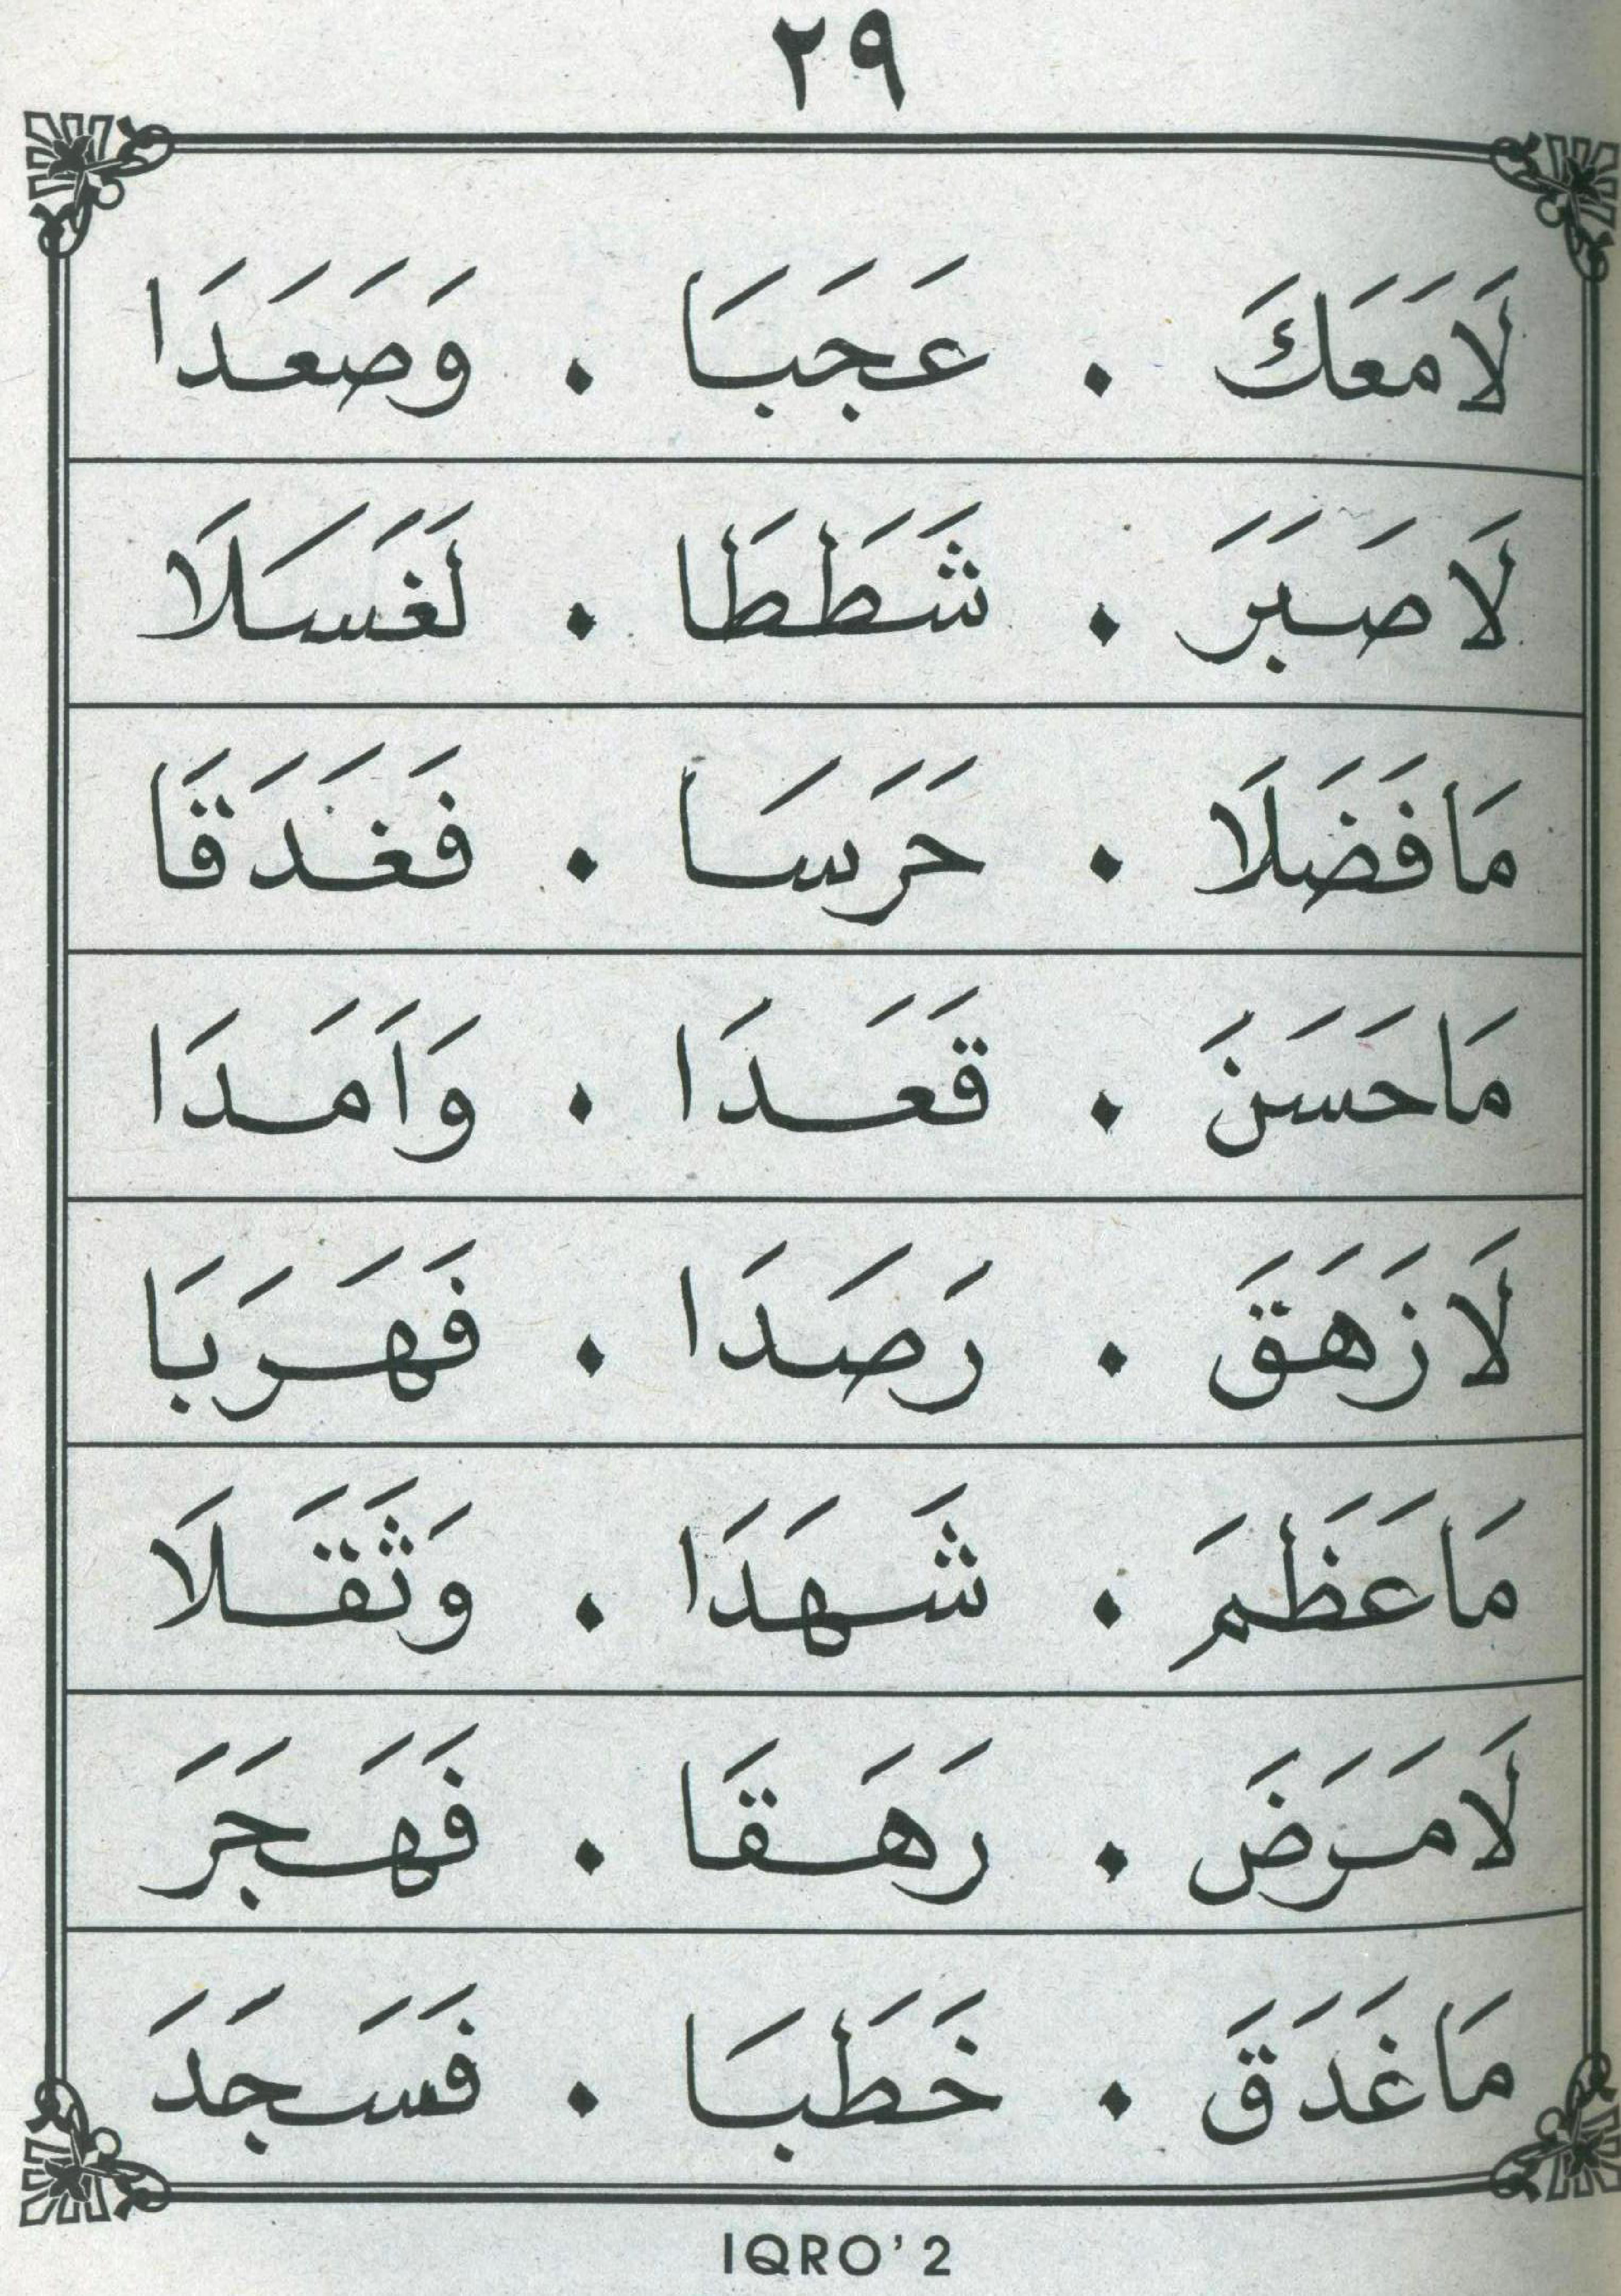 ٢٩
لَامَعَكَ . عَجَبَا . وَصَعَدَا
لَاصَبَرَ . شَطَطَا . لَغَسَلَا
مَافَضَلَا . حَرَسَا . فَغَدَقَا
مَاحَسَنَ . قَعَدَا . وَاَمَدَا
لَازَهَقَ . رَصَدَا . فَهَرَبَا
مَاعَظَمَ . شَهَدَا . وَثَقَلَا
لَامَرَضَ . رَهَقَا . فَهَجَرَ
مَاغَدَقَ . خَطَبَا . فَسَجَدَ
IQRO' 2